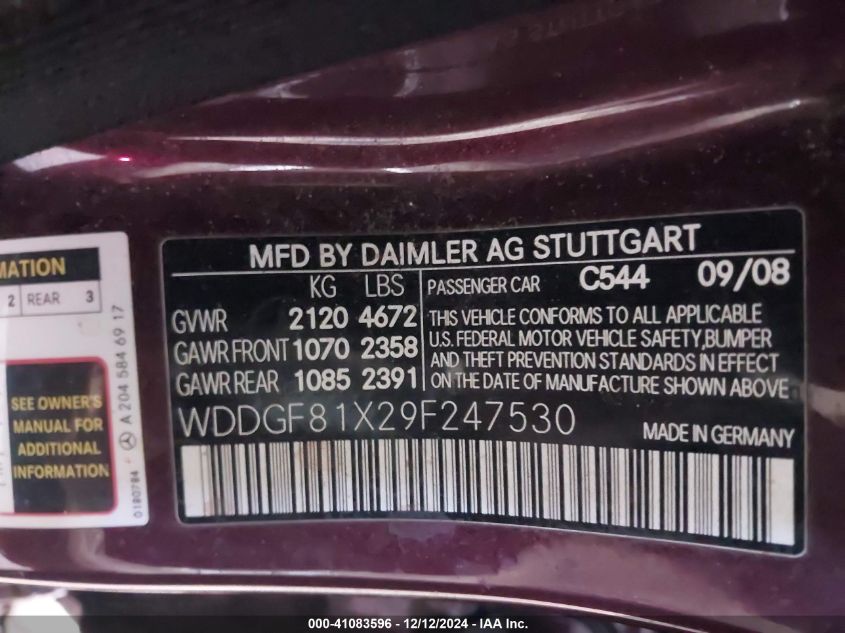 MFD BY DAIMLER AG STUTTGART
KG LBS
PASSENGER CAR C544 09/08
GVWR 2120 4672
GAWR FRONT 1070 2358
GAWR REAR 1085 2391
THIS VEHICLE CONFORMS TO ALL APPLICABLE
U.S. FEDERAL MOTOR VEHICLE SAFETY,BUMPER
AND THEFT PREVENTION STANDARDS IN EFFECT
ON THE DATE OF MANUFACTURE SHOWN ABOVE
WDDGF81X29F247530
MADE IN GERMANY
MATION
2 REAR 3
SEE OWNER'S
MANUAL FOR
ADDITIONAL
INFORMATION
0180784 A 204 584 69 17
000-41083596 - 12/12/2024 - IAA Inc.